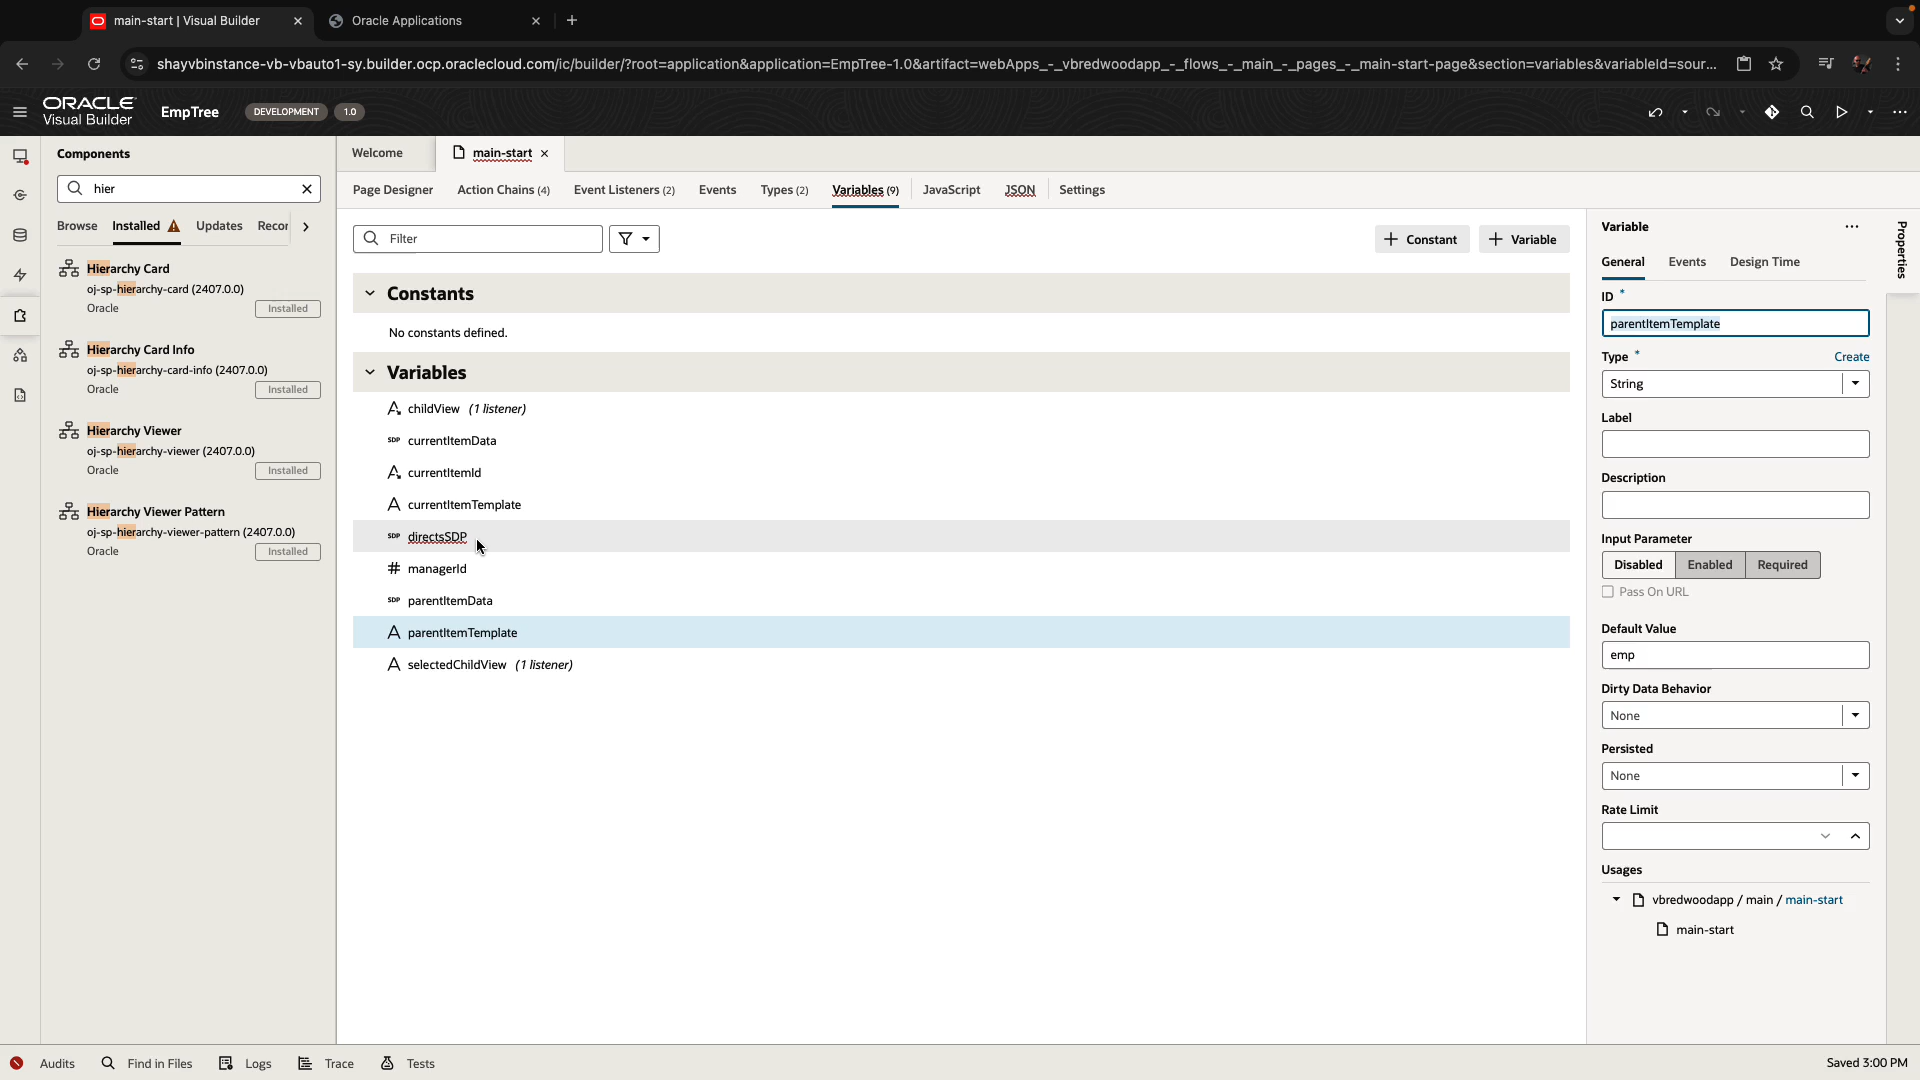 main-start | Visual Builder
Oracle Applications
shayvbinstance-vb-vbauto1-sy.builder.ocp.oraclecloud.com/ic/builder/?root=application&application=EmpTree-1.0&artifact=webApps_-_vbredwoodapp_-_flows_-_main_-_pages_-_main-start-page&section=variables&variableId=sour...
ORACLE
Visual Builder
EmpTree
DEVELOPMENT
1.0
Components
hier
Browse
Installed
Updates
Recor
Hierarchy Card
oj-sp-hierarchy-card (2407.0.0)
Oracle
Installed
Hierarchy Card Info
oj-sp-hierarchy-card-info (2407.0.0)
Oracle
Installed
Hierarchy Viewer
oj-sp-hierarchy-viewer (2407.0.0)
Oracle
Installed
Hierarchy Viewer Pattern
oj-sp-hierarchy-viewer-pattern (2407.0.0)
Oracle
Installed
Welcome
main-start
Page Designer
Action Chains (4)
Event Listeners (2)
Events
Types (2)
Variables (9)
JavaScript
JSON
Settings
Filter
+ Constant
+ Variable
Constants
No constants defined.
Variables
A childView (1 listener)
SDP currentItemData
A currentItemId
A currentItemTemplate
SDP directsSDP
# managerId
SDP parentItemData
A parentItemTemplate
A selectedChildView (1 listener)
Variable
Properties
General
Events
Design Time
ID *
parentItemTemplate
Type *
Create
String
Label
Description
Input Parameter
Disabled
Enabled
Required
Pass On URL
Default Value
emp
Dirty Data Behavior
None
Persisted
None
Rate Limit
Usages
vbredwoodapp / main / main-start
main-start
Audits
Find in Files
Logs
Trace
Tests
Saved 3:00 PM